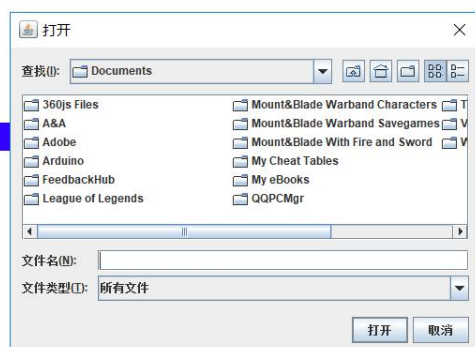 打开
查找(I): Documents
360js Files
A&A
Adobe
Arduino
FeedbackHub
League of Legends
Mount&Blade Warband Characters
Mount&Blade Warband Savegames
Mount&Blade With Fire and Sword
My Cheat Tables
My eBooks
QQPCMgr
T
V
W
文件名(N):
文件类型(T): 所有文件
打开 取消